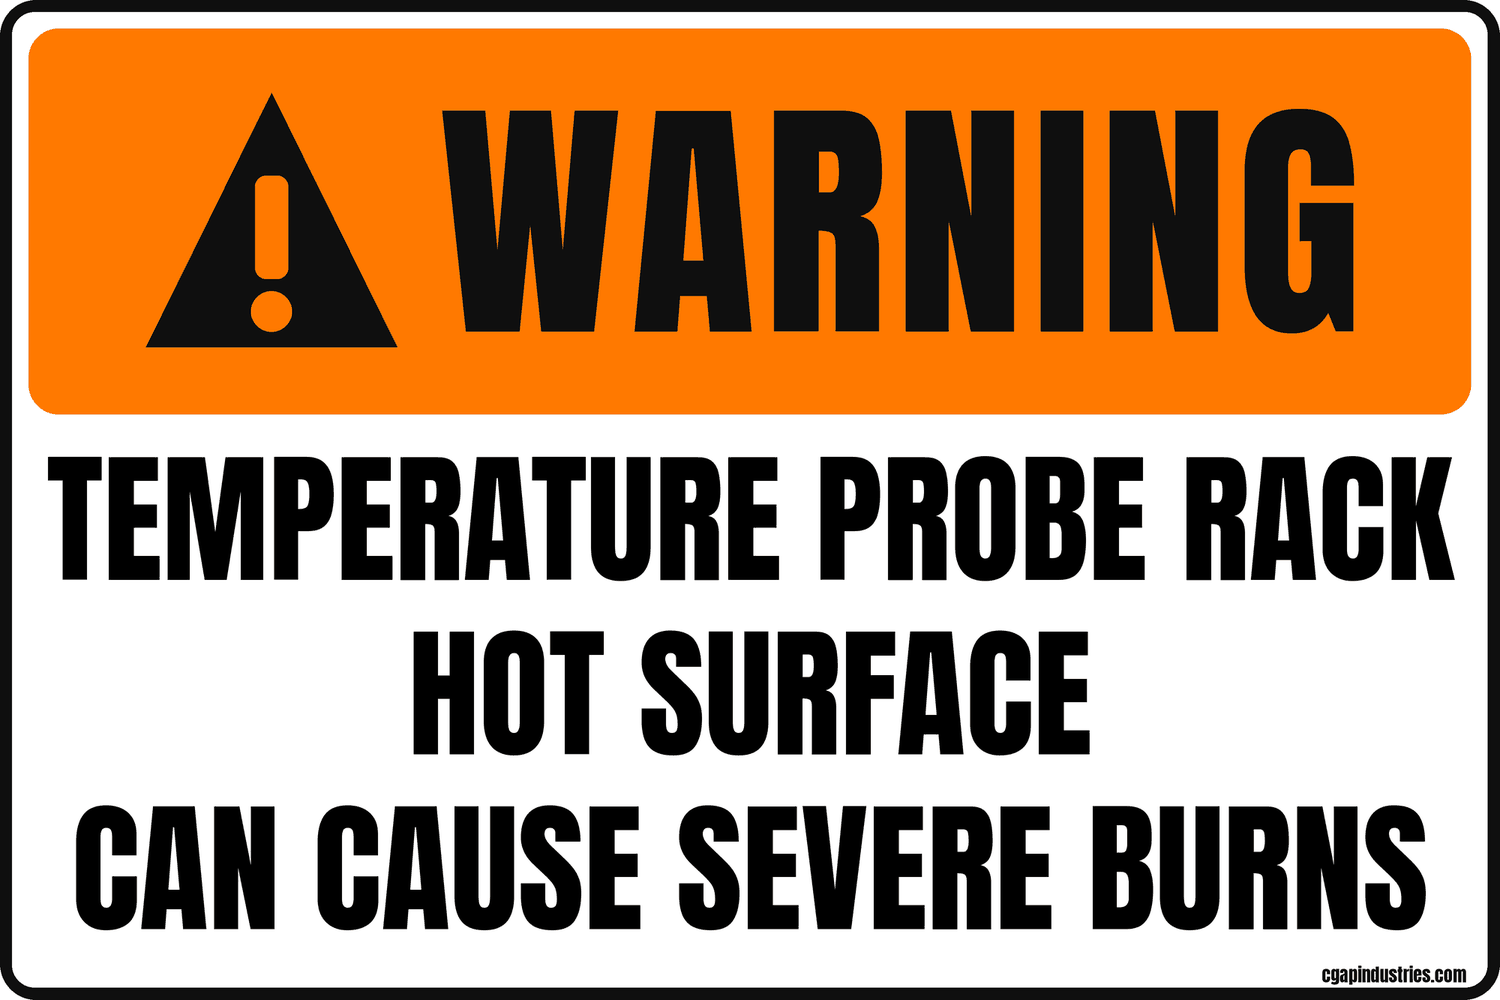 WARNING
TEMPERATURE PROBE RACK
HOT SURFACE
CAN CAUSE SEVERE BURNS
cgapindustries.com